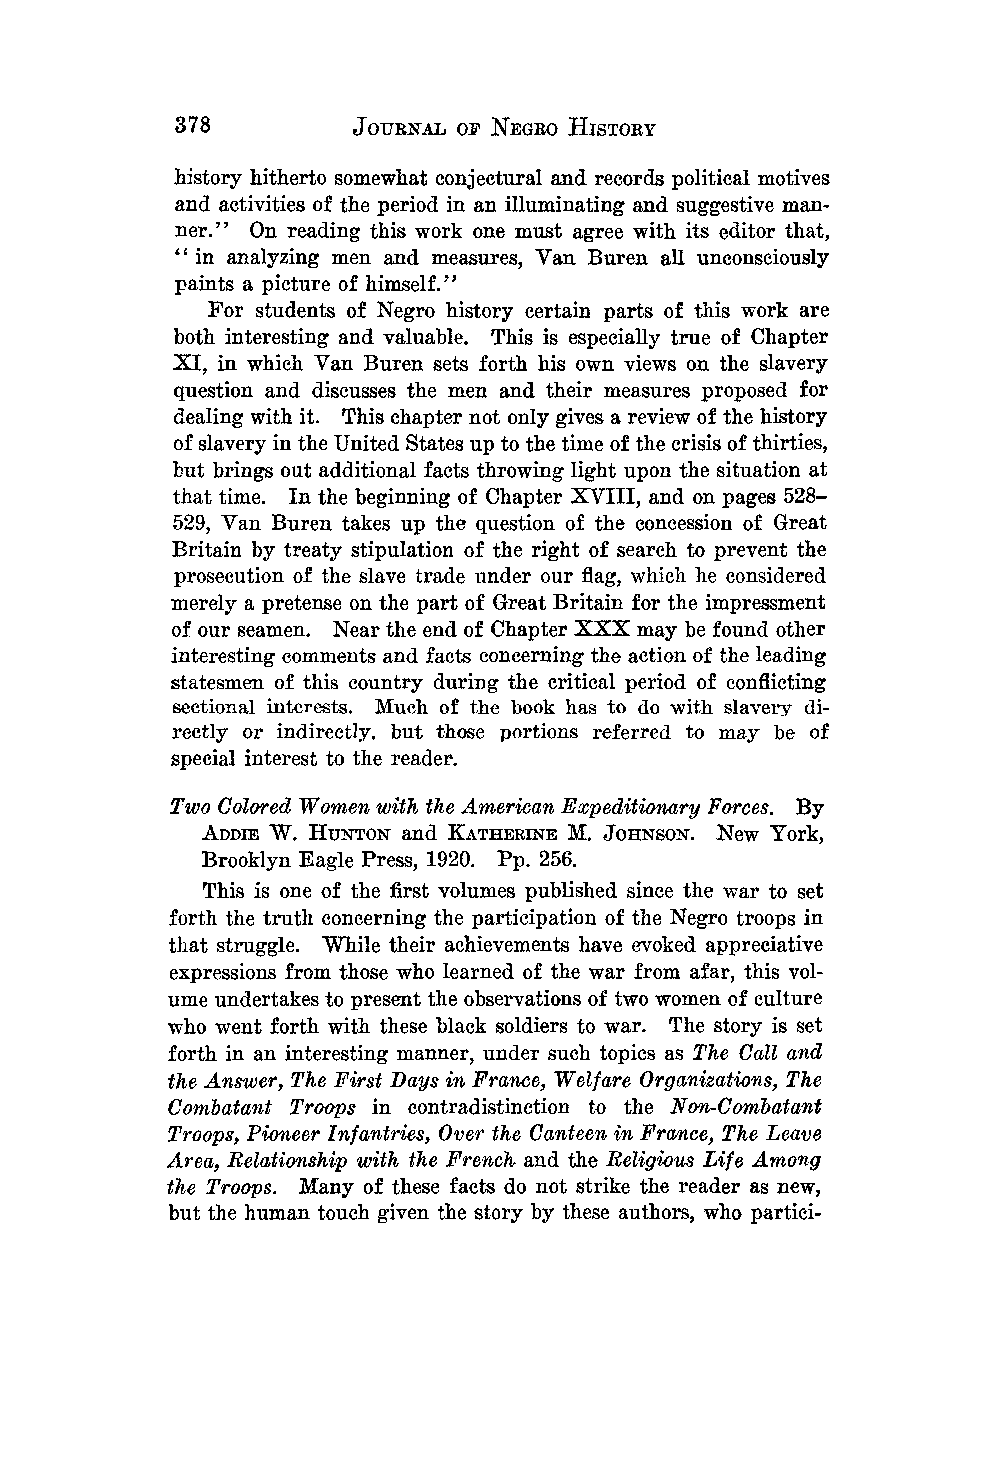 378 JOURNAL OF NEGRO HISTORY
history hitherto somewhat conjectural and records political motives
and activities of the period in an illuminating and suggestive man-
ner.'' On reading this work one must agree with its editor that,
“ in analyzing men and measures, Van Buren all unconsciously
paints a picture of himself.''
For students of Negro history certain parts of this work are
both interesting and valuable. This is especially true of Chapter
XI, in which Van Buren sets forth his own views on the slavery
question and discusses the men and their measures proposed for
dealing with it. This chapter not only gives a review of the history
of slavery in the United States up to the time of the crisis of thirties,
but brings out additional facts throwing light upon the situation at
that time. In the beginning of Chapter XVIII, and on pages 528–
529, Van Buren takes up the question of the concession of Great
Britain by treaty stipulation of the right of search to prevent the
prosecution of the slave trade under our flag, which he considered
merely a pretense on the part of Great Britain for the impressment
of our seamen. Near the end of Chapter XXX may be found other
interesting comments and facts concerning the action of the leading
statesmen of this country during the critical period of conflicting
sectional interests. Much of the book has to do with slavery di-
rectly or indirectly, but those portions referred to may be of
special interest to the reader.
Two Colored Women with the American Expeditionary Forces. By
ADDIE W. HUNTON and KATHERINE M. JOHNSON. New York,
Brooklyn Eagle Press, 1920. Pp. 256.
This is one of the first volumes published since the war to set
forth the truth concerning the participation of the Negro troops in
that struggle. While their achievements have evoked appreciative
expressions from those who learned of the war from afar, this vol-
ume undertakes to present the observations of two women of culture
who went forth with these black soldiers to war. The story is set
forth in an interesting manner, under such topics as The Call and
the Answer, The First Days in France, Welfare Organizations, The
Combatant Troops in contradistinction to the Non-Combatant
Troops, Pioneer Infantries, Over the Canteen in France, The Leave
Area, Relationship with the French and the Religious Life Among
the Troops. Many of these facts do not strike the reader as new,
but the human touch given the story by these authors, who partici-